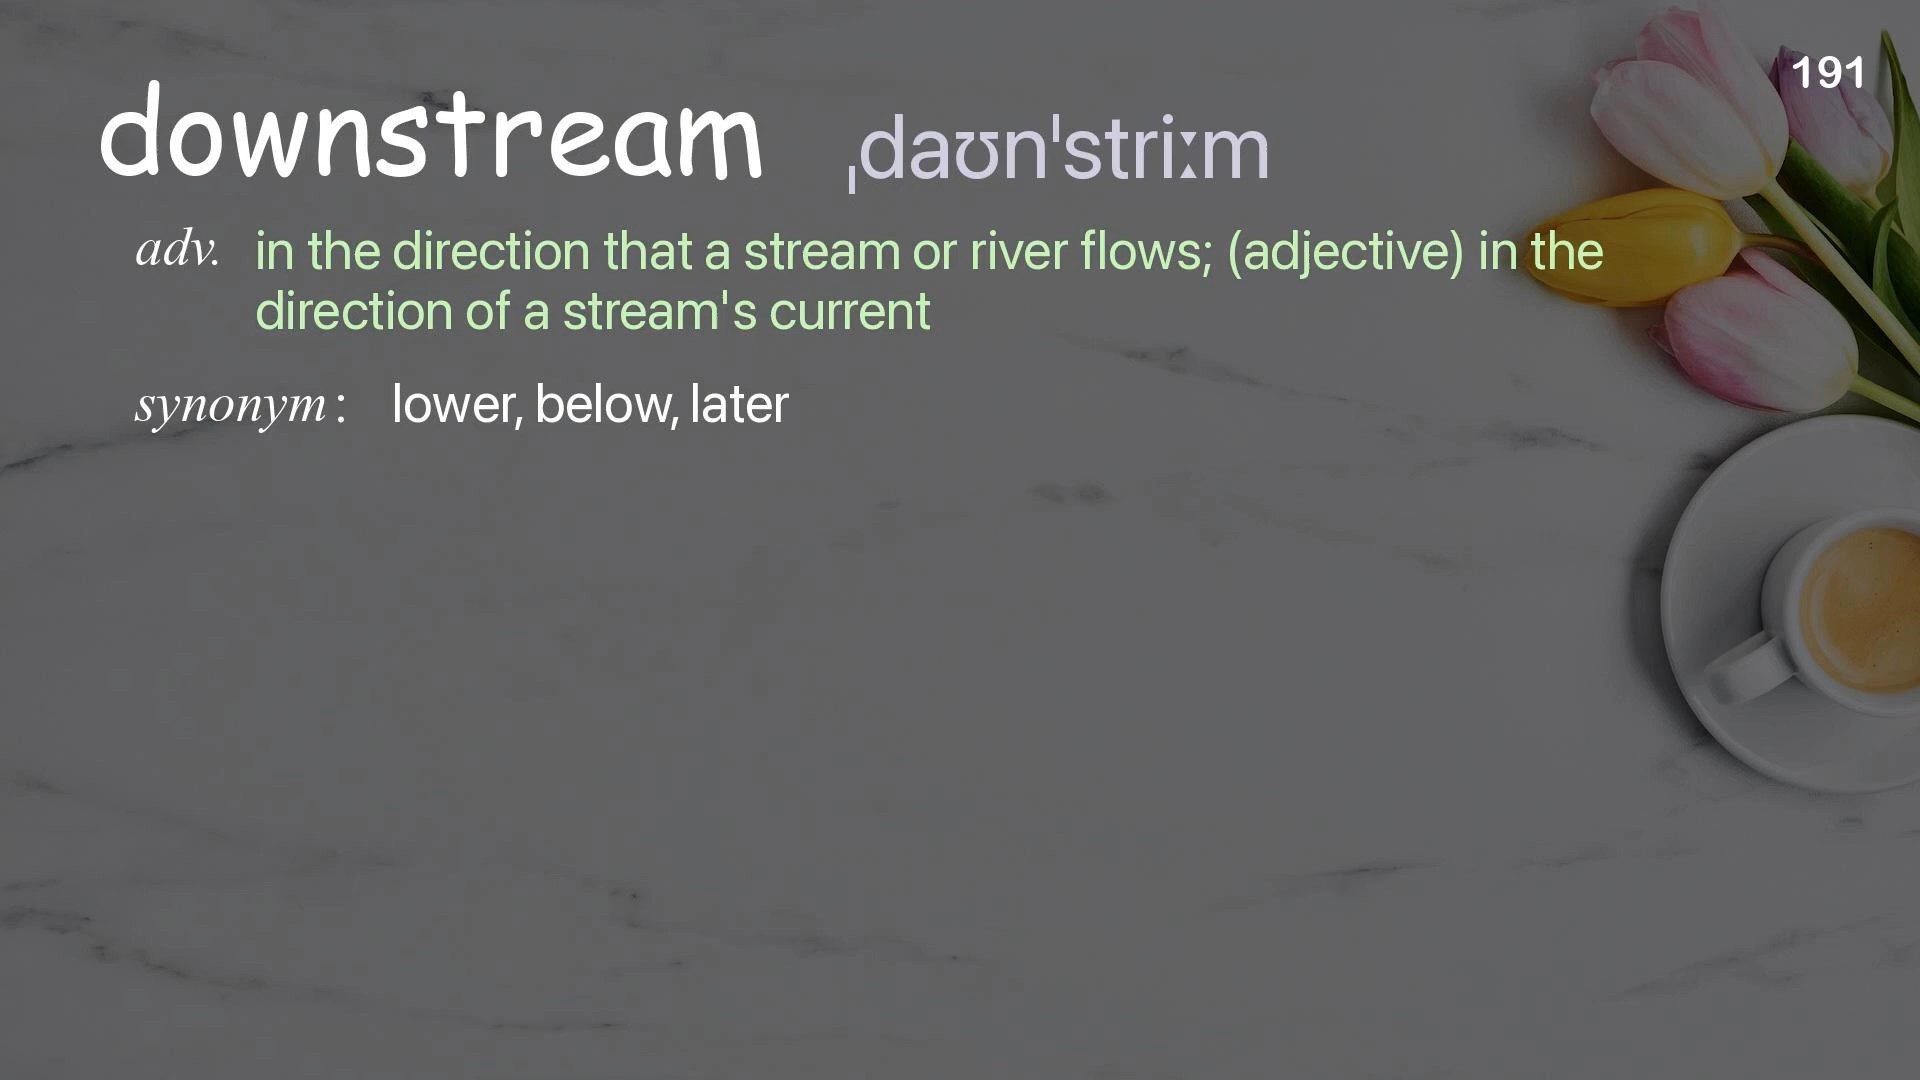 191
downstream ˌdaʊnˈstriːm
adv. in the direction that a stream or river flows; (adjective) in the
direction of a stream's current
synonym: lower, below, later